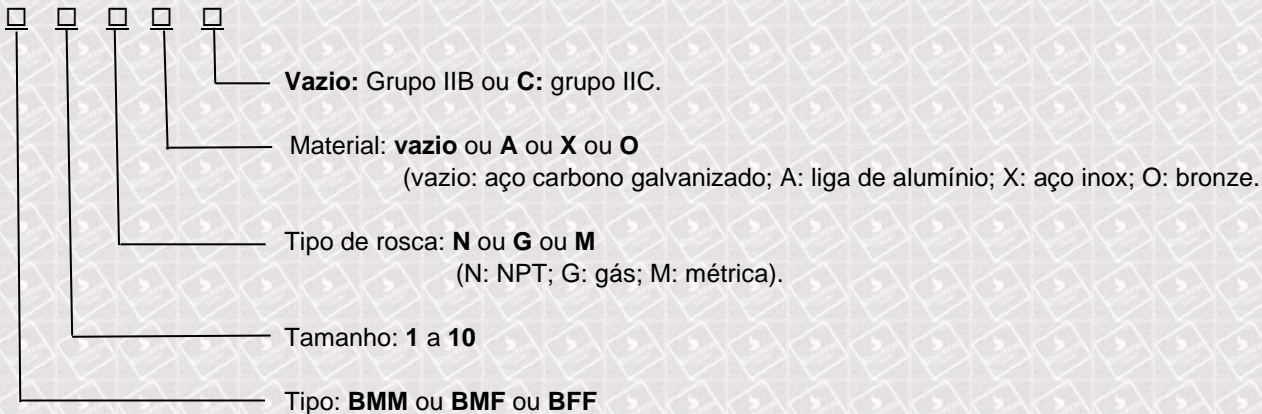 Vazio: Grupo IIB ou C: grupo IIC.
Material: vazio ou A ou X ou O
(vazio: aço carbono galvanizado; A: liga de alumínio; X: aço inox; O: bronze.
Tipo de rosca: N ou G ou M
(N: NPT; G: gás; M: métrica).
Tamanho: 1 a 10
Tipo: BMM ou BMF ou BFF